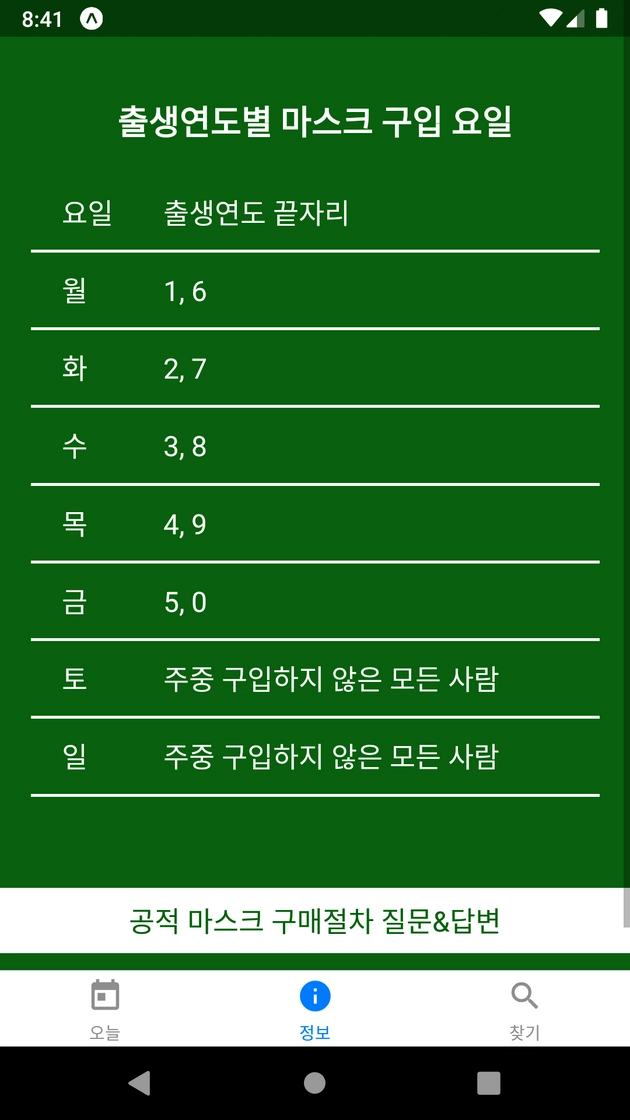 8:41
출생연도별 마스크 구입 요일
요일 출생연도 끝자리
월 1, 6
화 2, 7
수 3, 8
목 4, 9
금 5, 0
토 주중 구입하지 않은 모든 사람
일 주중 구입하지 않은 모든 사람
공적 마스크 구매절차 질문&답변
오늘 정보 찾기